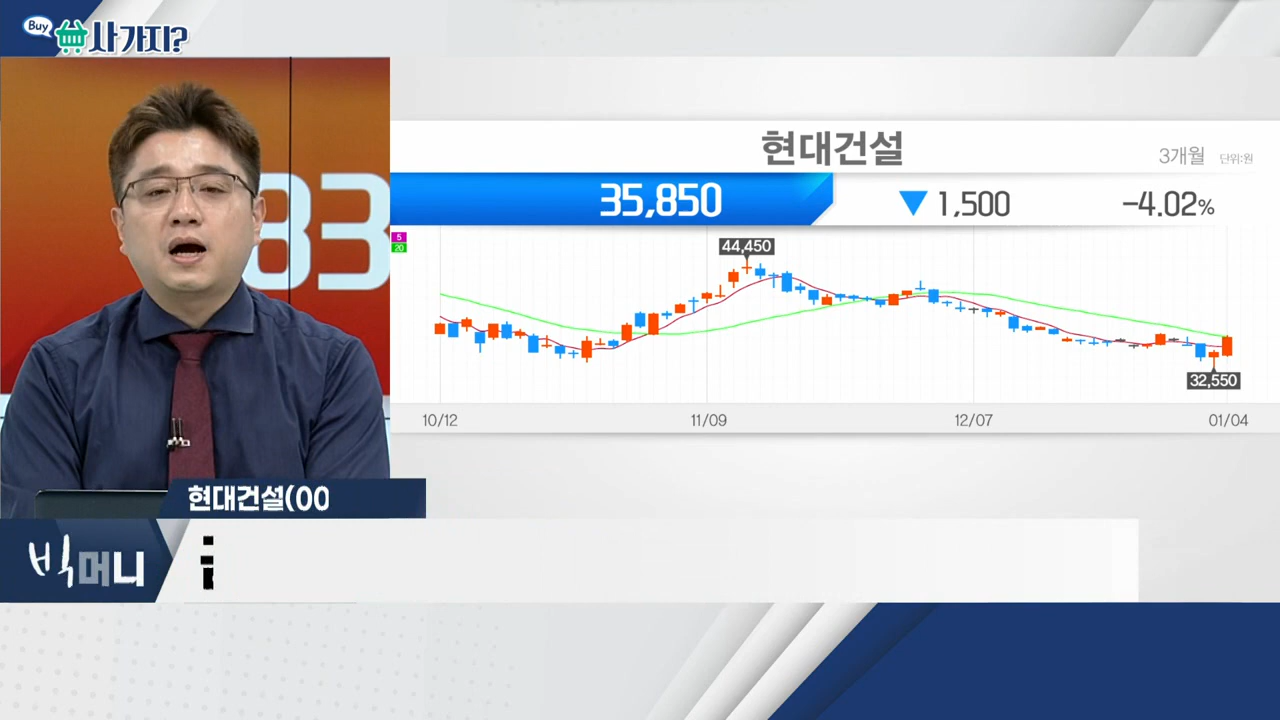 Buy
사가지?
83
현대건설
3개월 단위:원
35,850 ▼ 1,500 -4.02%
5
20
44,450
32,550
10/12 11/09 12/07 01/04
현대건설(00
빅머니